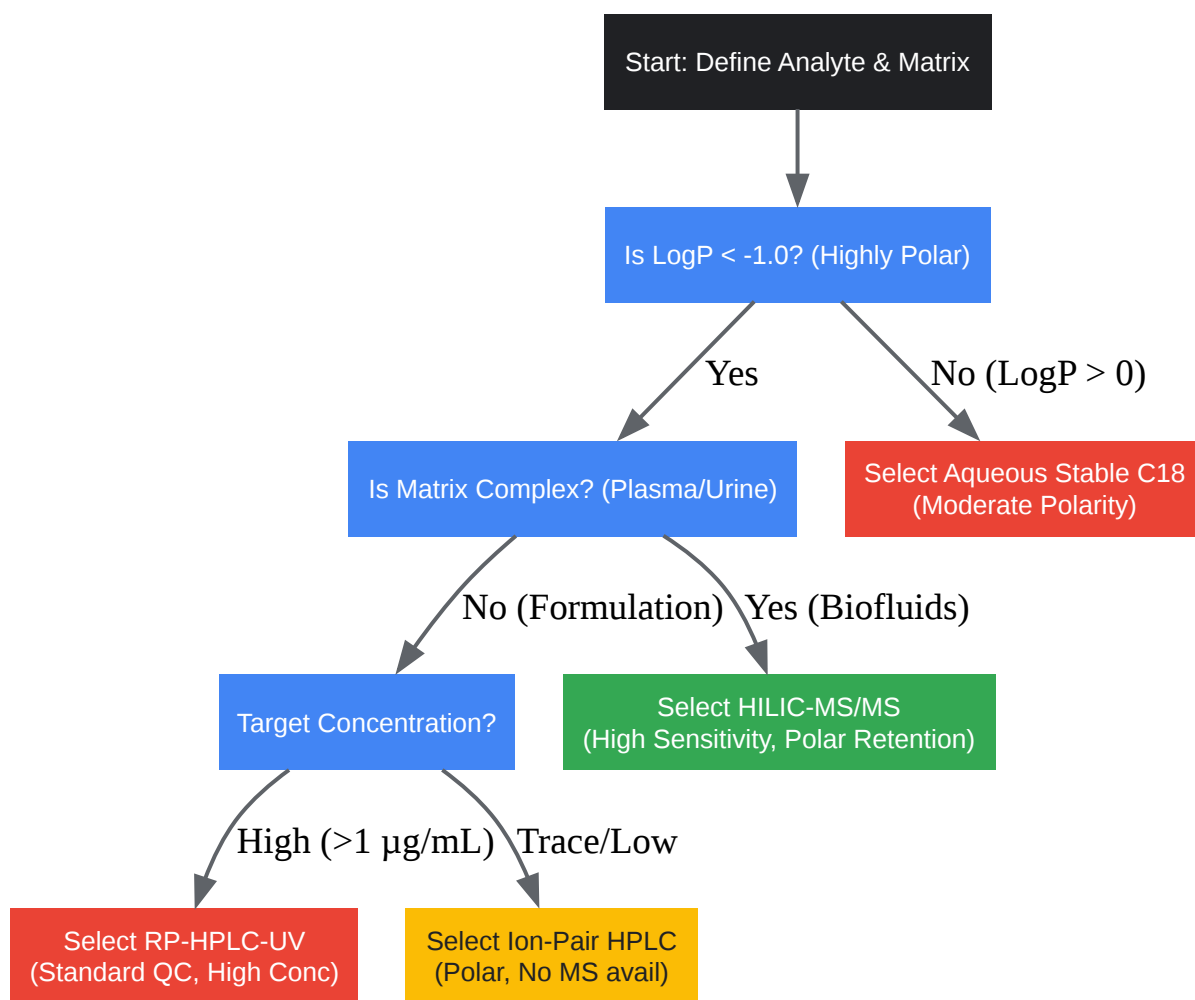 Start: Define Analyte & Matrix
Is LogP < -1.0? (Highly Polar)
Yes
No (LogP > 0)
Is Matrix Complex? (Plasma/Urine)
Select Aqueous Stable C18
(Moderate Polarity)
No (Formulation)
Yes (Biofluids)
Target Concentration?
Select HILIC-MS/MS
(High Sensitivity, Polar Retention)
High (>1 µg/mL)
Trace/Low
Select RP-HPLC-UV
(Standard QC, High Conc)
Select Ion-Pair HPLC
(Polar, No MS avail)